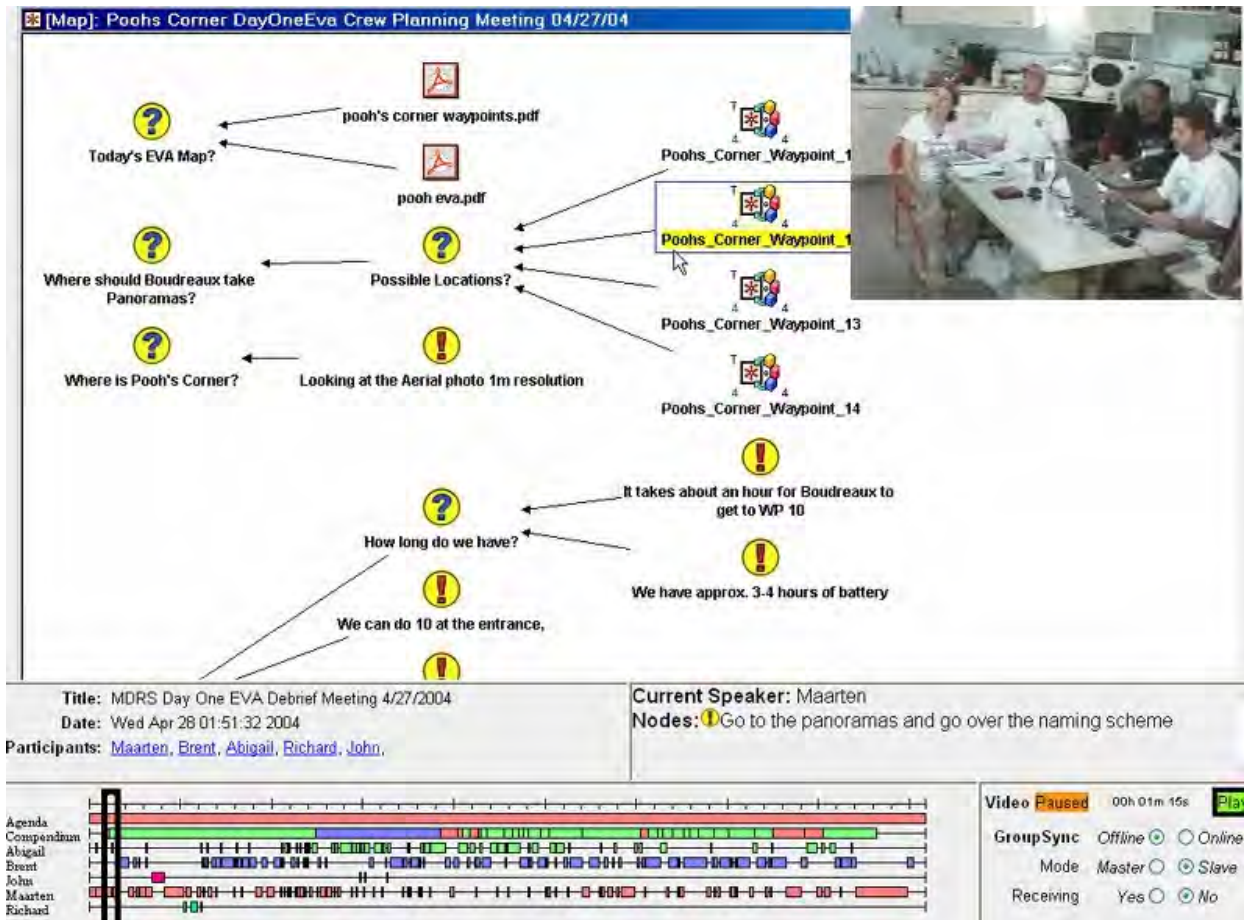 [Map]: Poohs Corner DayOneEva Crew Planning Meeting 04/27/04
pooh's corner waypoints.pdf
Today's EVA Map?
pooh eva.pdf
Poohs_Corner_Waypoint_1
Poohs_Corner_Waypoint_1
Where should Boudreaux take
Panoramas?
Possible Locations?
Poohs_Corner_Waypoint_13
Where is Pooh's Corner?
Looking at the Aerial photo 1m resolution
Poohs_Corner_Waypoint_14
It takes about an hour for Boudreaux to
get to WP 10
How long do we have?
We have approx. 3-4 hours of battery
We can do 10 at the entrance,
Title: MDRS Day One EVA Debrief Meeting 4/27/2004
Date: Wed Apr 28 01:51:32 2004
Participants: Maarten, Brent, Abigail, Richard, John,
Current Speaker: Maarten
Nodes: Go to the panoramas and go over the naming scheme
Agenda
Compendium
Abigail
Brent
John
Maarten
Richard
Video Paused 00h 01m 15s Play
GroupSync Offline Online
Mode Master Slave
Receiving Yes No